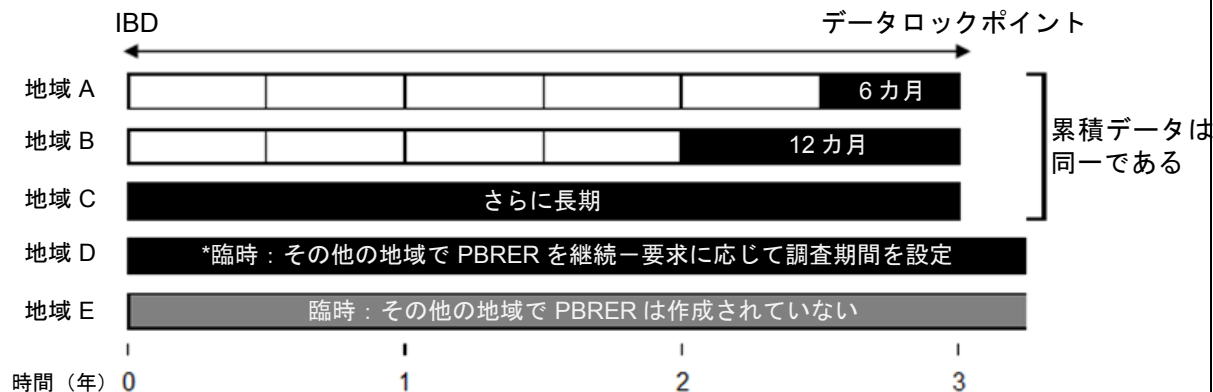 IBD データロックポイント
地域 A 6 カ月
地域 B 12 カ月
累積データは
同一である
地域 C さらに長期
地域 D *臨時：その他の地域で PBRER を継続－要求に応じて調査期間を設定
地域 E 臨時：その他の地域で PBRER は作成されていない
時間（年） 0 1 2 3